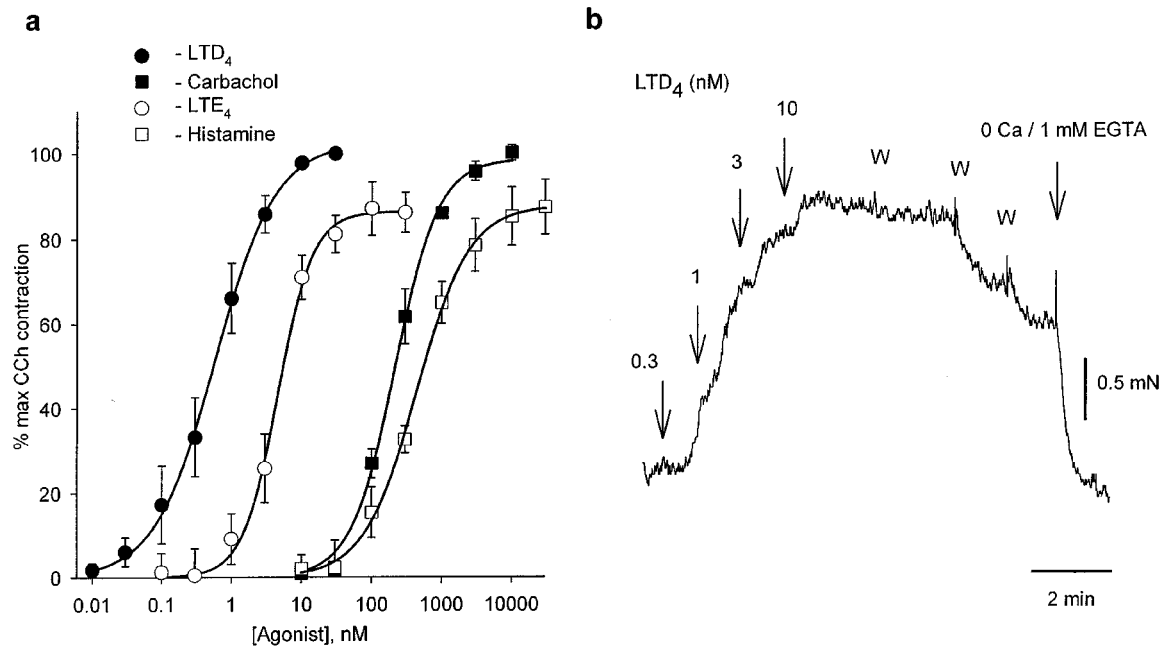 a
- LTD4
- Carbachol
- LTE4
- Histamine
% max CCh contraction
100
80
60
40
20
0
0.01 0.1 1 10 100 1000 10000
[Agonist], nM
b
LTD4 (nM)
10
0 Ca / 1 mM EGTA
3
W
W
W
1
0.3
0.5 mN
2 min